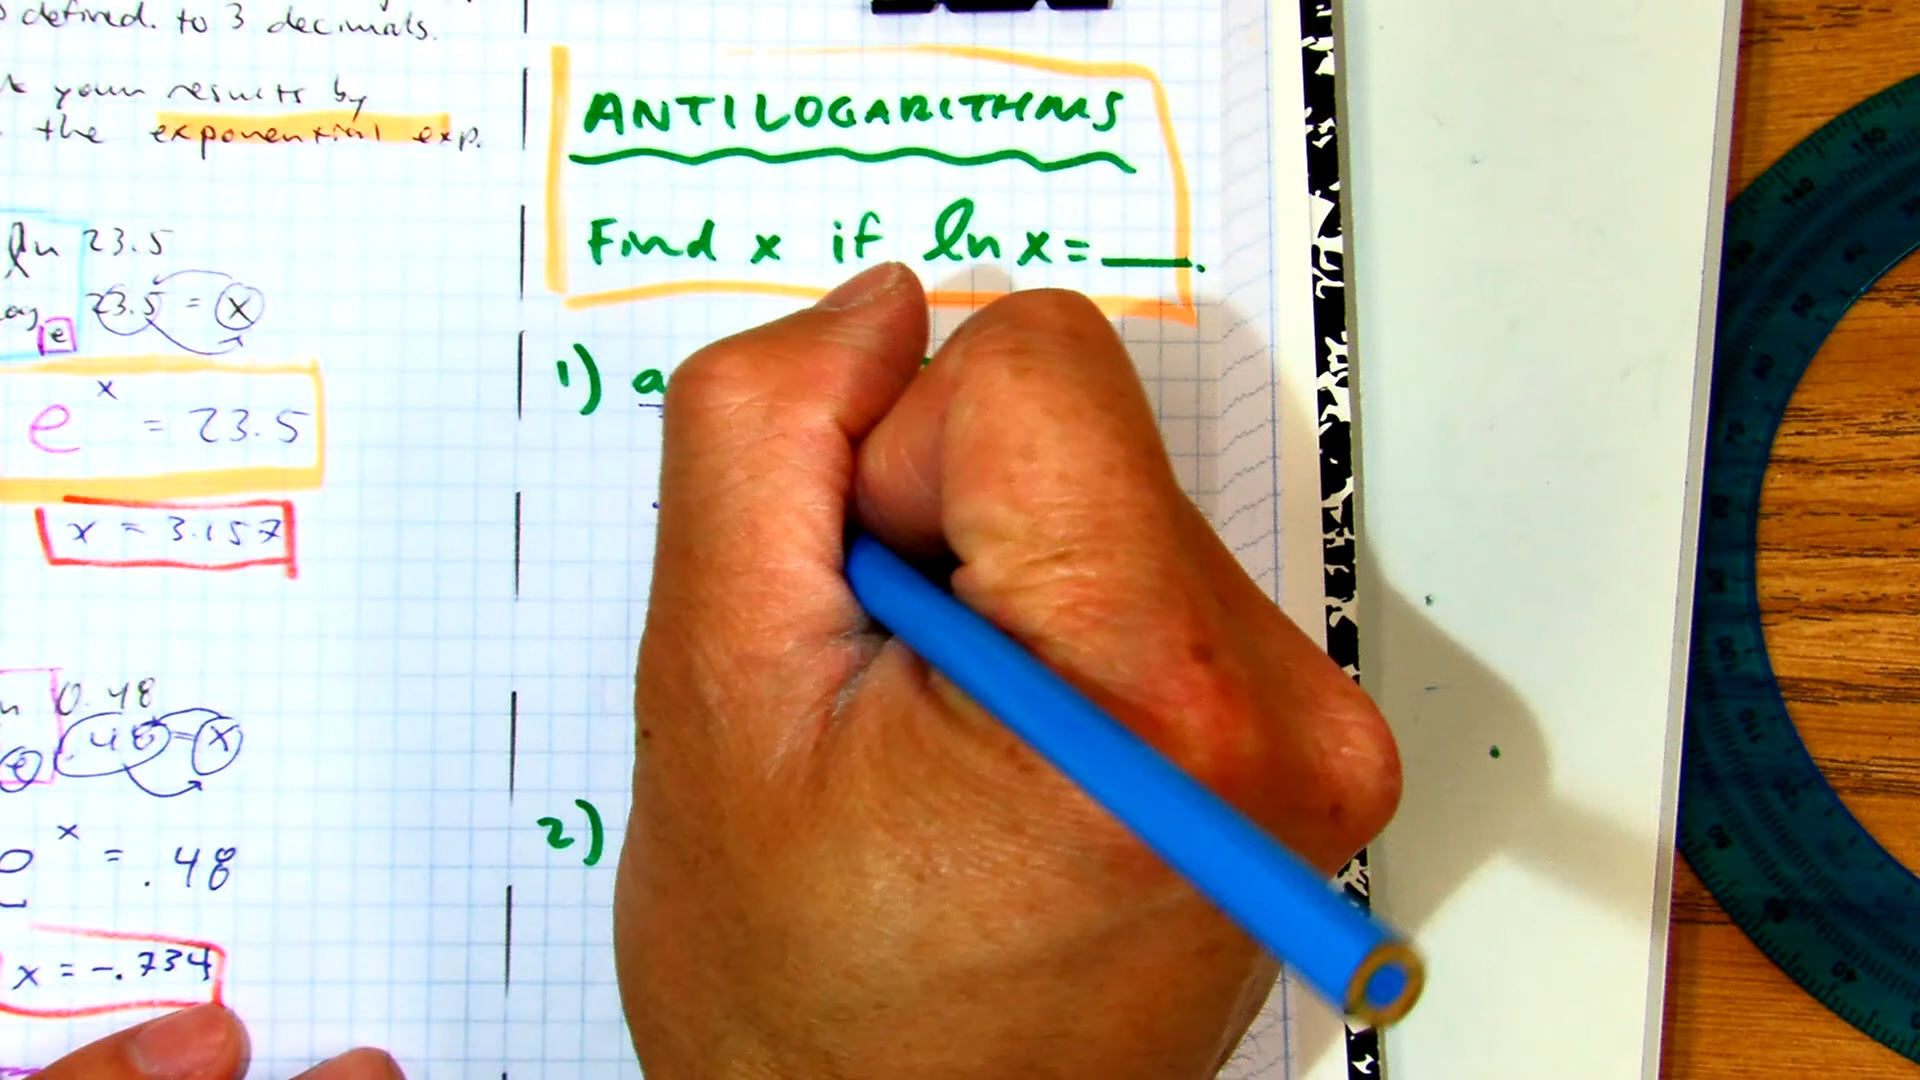 defined. to 3 decimals.
your results by
the exponential exp.
ln 23.5
23.5 = x
e
e^x = 23.5
x = 3.157
0.48
e .48 = x
e^x = .48
x = -.734
ANTILOGARITHMS
Find x if ln x = ___.
1) a
2)